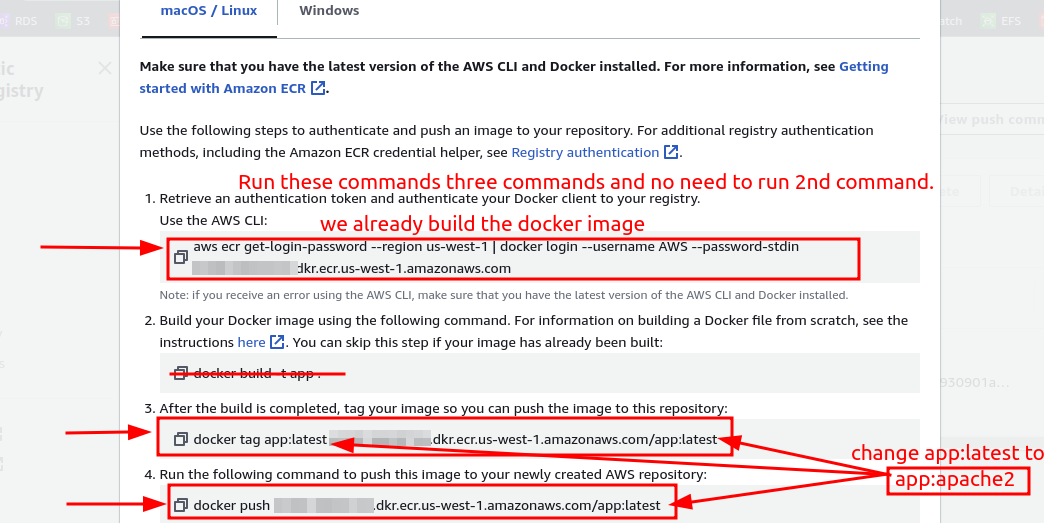 macOS / Linux
Windows
RDS
S3
EFS
Make sure that you have the latest version of the AWS CLI and Docker installed. For more information, see Getting
started with Amazon ECR.
Use the following steps to authenticate and push an image to your repository. For additional registry authentication
methods, including the Amazon ECR credential helper, see Registry authentication.
Run these commands three commands and no need to run 2nd command.
1. Retrieve an authentication token and authenticate your Docker client to your registry.
Use the AWS CLI:
we already build the docker image
aws ecr get-login-password --region us-west-1 | docker login --username AWS --password-stdin
.dkr.ecr.us-west-1.amazonaws.com
Note: if you receive an error using the AWS CLI, make sure that you have the latest version of the AWS CLI and Docker installed.
2. Build your Docker image using the following command. For information on building a Docker file from scratch, see the
instructions here. You can skip this step if your image has already been built:
docker build -t app .
3. After the build is completed, tag your image so you can push the image to this repository:
docker tag app:latest .dkr.ecr.us-west-1.amazonaws.com/app:latest
change app:latest to
app:apache2
4. Run the following command to push this image to your newly created AWS repository:
docker push .dkr.ecr.us-west-1.amazonaws.com/app:latest